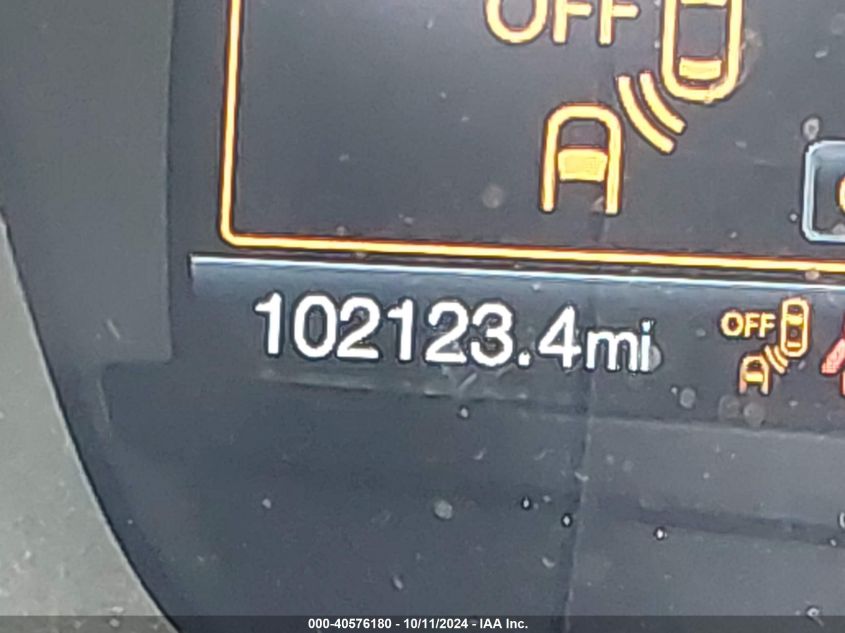 OFF
102123.4mi
OFF
000-40576180 - 10/11/2024 - IAA Inc.